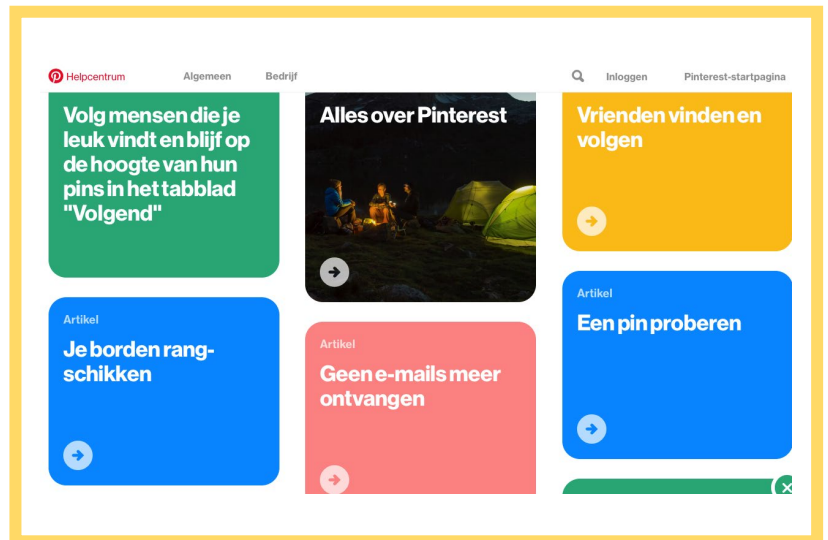 Helpcentrum
Algemeen
Bedrijf
Inloggen
Pinterest-startpagina
Volg mensen die je
leuk vindt en blijf op
de hoogte van hun
pins in het tabblad
"Volgend"
Alles over Pinterest
Vrienden vinden en
volgen
Artikel
Je borden rang-
schikken
Artikel
Geen e-mails meer
ontvangen
Artikel
Een pin proberen